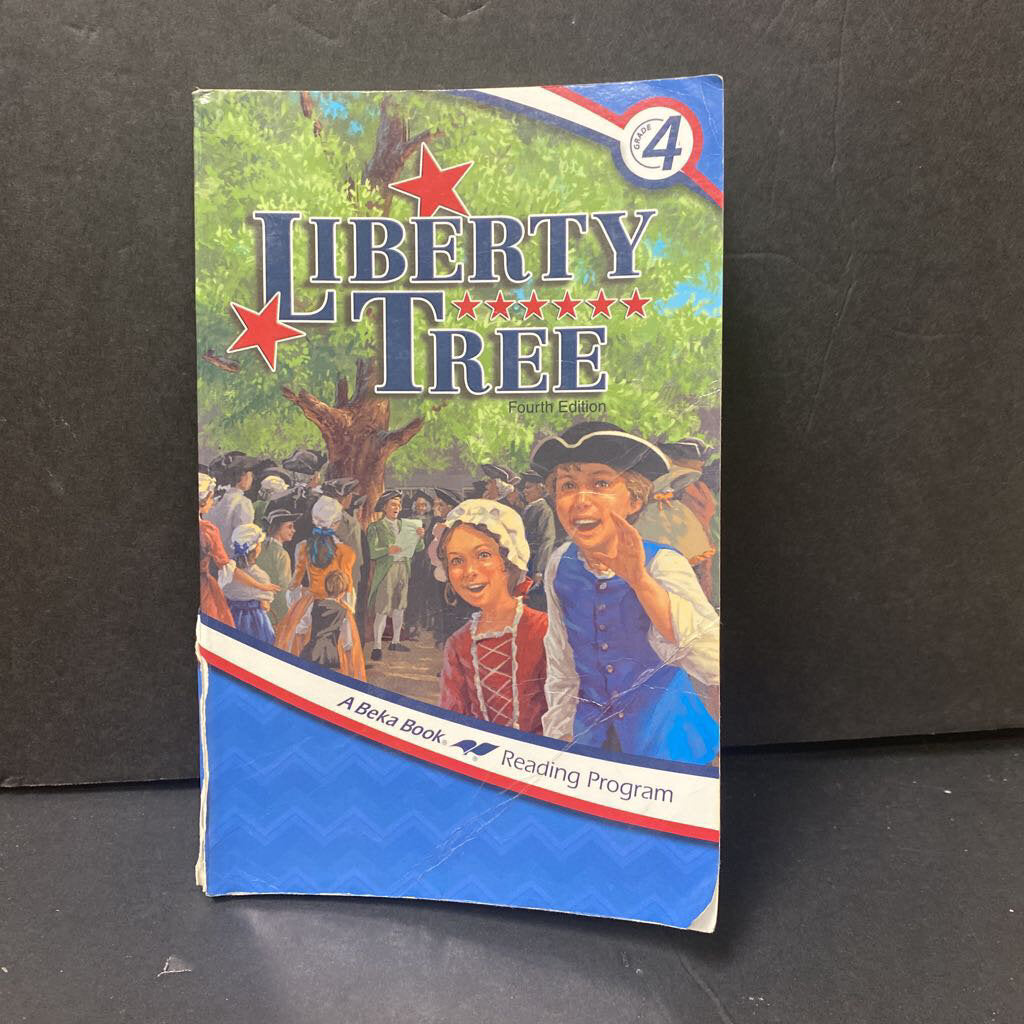 GRADE 4
LIBERTY
TREE
Fourth Edition
A Beka Book® Reading Program